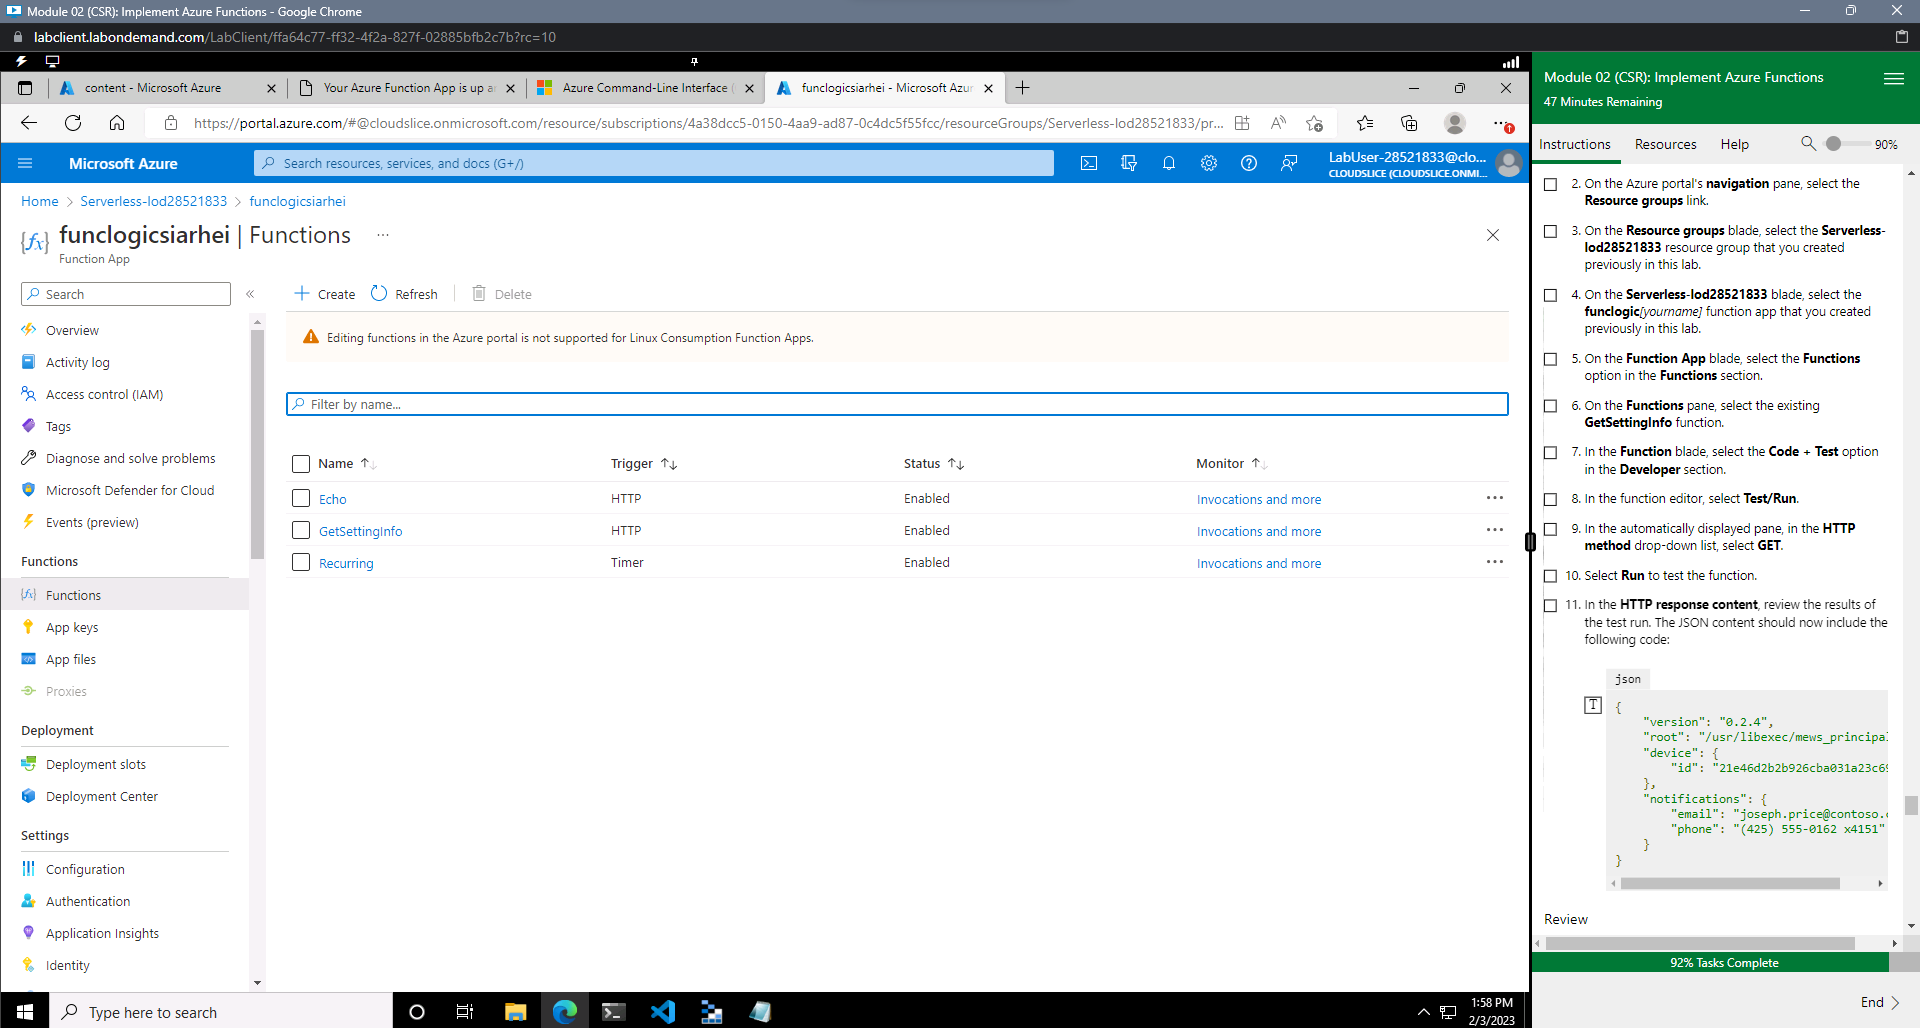 Module 02 (CSR): Implement Azure Functions - Google Chrome
labclient.labondemand.com/LabClient/ffa64c77-ff32-4f2a-827f-02885bfb2c7b?rc=10
content - Microsoft Azure
Your Azure Function App is up a
Azure Command-Line Interface (
funclogicsiarhei - Microsoft Azur
https://portal.azure.com/#@cloudslice.onmicrosoft.com/resource/subscriptions/4a38dcc5-0150-4aa9-ad87-0c4dc5f55fcc/resourceGroups/Serverless-lod28521833/pr...
Microsoft Azure
Search resources, services, and docs (G+/)
LabUser-28521833@clo...
CLOUDSLICE (CLOUDSLICE.ONMI...
Home > Serverless-lod28521833 > funclogicsiarhei
funclogicsiarhei | Functions ...
Function App
Search
Overview
Activity log
Access control (IAM)
Tags
Diagnose and solve problems
Microsoft Defender for Cloud
Events (preview)
Functions
Functions
App keys
App files
Proxies
Deployment
Deployment slots
Deployment Center
Settings
Configuration
Authentication
Application Insights
Identity
Create
Refresh
Delete
Editing functions in the Azure portal is not supported for Linux Consumption Function Apps.
Filter by name...
Name Trigger Status Monitor
Echo HTTP Enabled Invocations and more
GetSettingInfo HTTP Enabled Invocations and more
Recurring Timer Enabled Invocations and more
Module 02 (CSR): Implement Azure Functions
47 Minutes Remaining
Instructions Resources Help 90%
2. On the Azure portal's navigation pane, select the
Resource groups link.
3. On the Resource groups blade, select the Serverless-
lod28521833 resource group that you created
previously in this lab.
4. On the Serverless-lod28521833 blade, select the
funclogic[yourname] function app that you created
previously in this lab.
5. On the Function App blade, select the Functions
option in the Functions section.
6. On the Functions pane, select the existing
GetSettingInfo function.
7. In the Function blade, select the Code + Test option
in the Developer section.
8. In the function editor, select Test/Run.
9. In the automatically displayed pane, in the HTTP
method drop-down list, select GET.
10. Select Run to test the function.
11. In the HTTP response content, review the results of
the test run. The JSON content should now include the
following code:
json
T
{
"version": "0.2.4",
"root": "/usr/libexec/mews_principal
"device": {
"id": "21e46d2b2b926cba031a23c69
},
"notifications": {
"email": "joseph.price@contoso.c
"phone": "(425) 555-0162 x4151"
}
}
Review
92% Tasks Complete
End
Type here to search
1:58 PM
2/3/2023